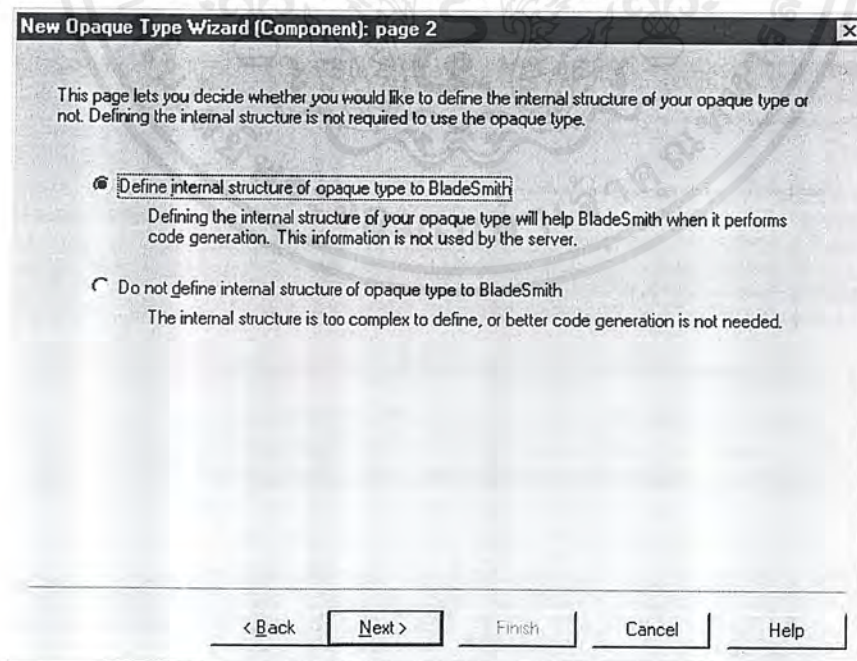 New Opaque Type Wizard (Component): page 2
This page lets you decide whether you would like to define the internal structure of your opaque type or
not. Defining the internal structure is not required to use the opaque type.
Define internal structure of opaque type to BladeSmith
Defining the internal structure of your opaque type will help BladeSmith when it performs
code generation. This information is not used by the server.
Do not define internal structure of opaque type to BladeSmith
The internal structure is too complex to define, or better code generation is not needed.
< Back Next > Finish Cancel Help